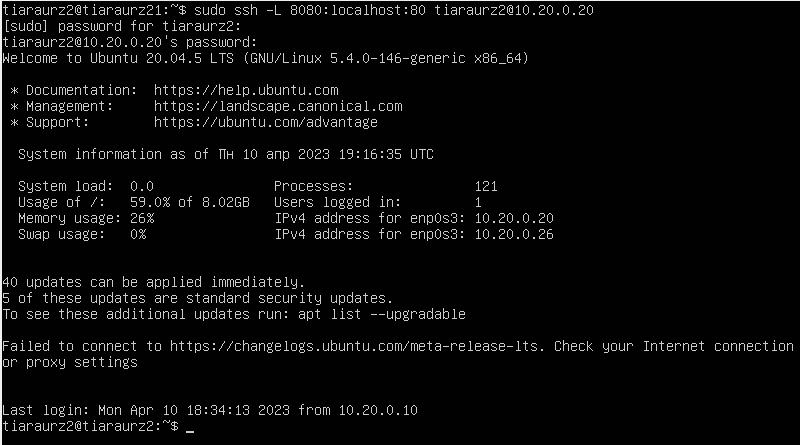 tiaraurz2@tiaraurz21:~$ sudo ssh -L 8080:localhost:80 tiaraurz2@10.20.0.20
[sudo] password for tiaraurz2:
tiaraurz2@10.20.0.20's password:
Welcome to Ubuntu 20.04.5 LTS (GNU/Linux 5.4.0-146-generic x86_64)
* Documentation:  https://help.ubuntu.com
* Management:     https://landscape.canonical.com
* Support:        https://ubuntu.com/advantage
System information as of Пн 10 апр 2023 19:16:35 UTC
System load:  0.0               Processes:               121
Usage of /:   59.0% of 8.02GB   Users logged in:         1
Memory usage: 26%               IPv4 address for enp0s3: 10.20.0.20
Swap usage:   0%                IPv4 address for enp0s3: 10.20.0.26
40 updates can be applied immediately.
5 of these updates are standard security updates.
To see these additional updates run: apt list --upgradable
Failed to connect to https://changelogs.ubuntu.com/meta-release-lts. Check your Internet connection
or proxy settings
Last login: Mon Apr 10 18:34:13 2023 from 10.20.0.10
tiaraurz2@tiaraurz2:~$ _